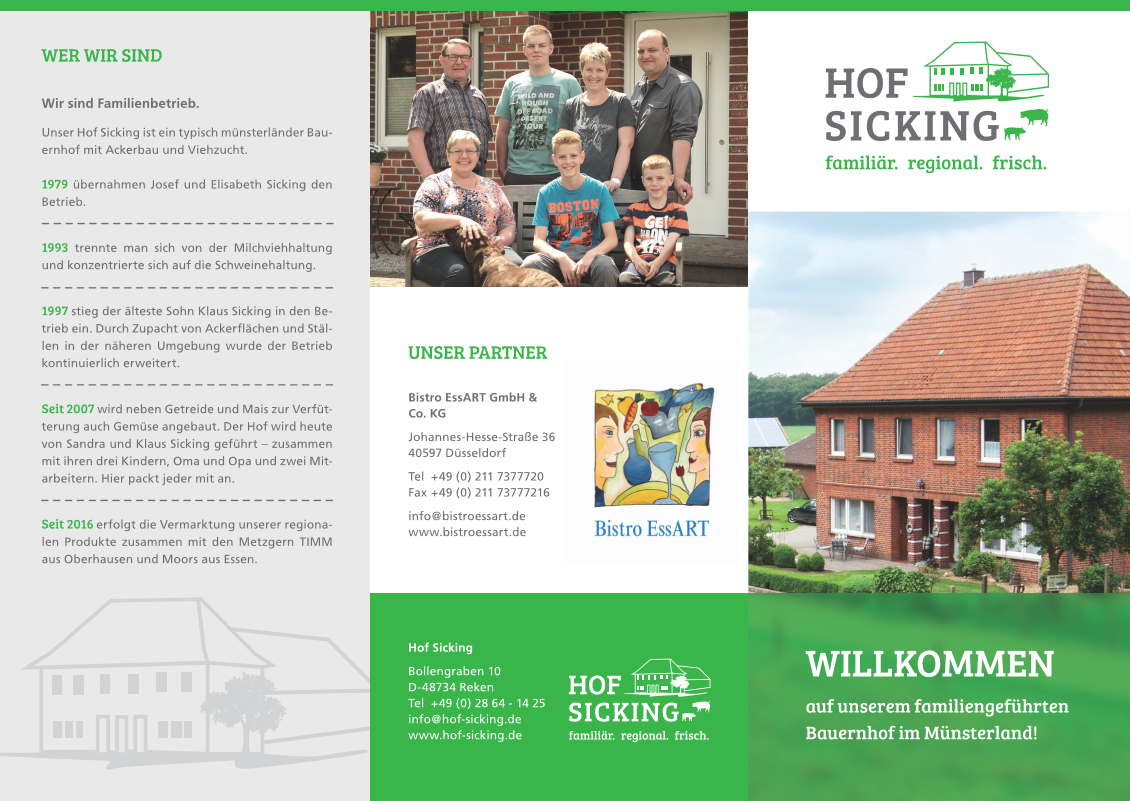 WER WIR SIND
Wir sind Familienbetrieb.
Unser Hof Sicking ist ein typisch münsterländer Bau-
ernhof mit Ackerbau und Viehzucht.
1979 übernahmen Josef und Elisabeth Sicking den
Betrieb.
1993 trennte man sich von der Milchviehhaltung
und konzentrierte sich auf die Schweinehaltung.
1997 stieg der älteste Sohn Klaus Sicking in den Be-
trieb ein. Durch Zupacht von Ackerflächen und Stäl-
len in der näheren Umgebung wurde der Betrieb
kontinuierlich erweitert.
Seit 2007 wird neben Getreide und Mais zur Verfüt-
terung auch Gemüse angebaut. Der Hof wird heute
von Sandra und Klaus Sicking geführt – zusammen
mit ihren drei Kindern, Oma und Opa und zwei Mit-
arbeitern. Hier packt jeder mit an.
Seit 2016 erfolgt die Vermarktung unserer regiona-
len Produkte zusammen mit den Metzgern TIMM
aus Oberhausen und Moors aus Essen.
WILD AND
ROUGH
OFFROAD
DESERT
TOUR
BOSTON
UNSER PARTNER
Bistro EssART GmbH &
Co. KG
Johannes-Hesse-Straße 36
40597 Düsseldorf
Tel +49 (0) 211 7377720
Fax +49 (0) 211 73777216
info@bistroessart.de
www.bistroessart.de
Bistro EssART
Hof Sicking
Bollengraben 10
D-48734 Reken
Tel +49 (0) 28 64 - 14 25
info@hof-sicking.de
www.hof-sicking.de
HOF
SICKING
familiär. regional. frisch.
HOF
SICKING
familiär. regional. frisch.
WILLKOMMEN
auf unserem familiengeführten
Bauernhof im Münsterland!